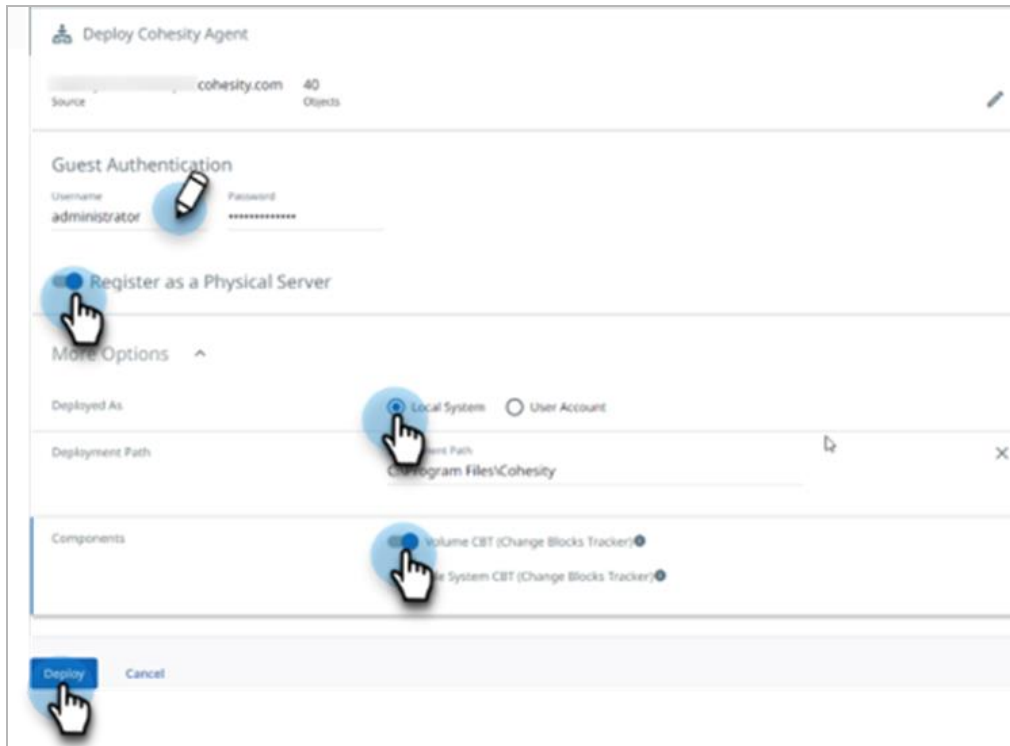 Deploy Cohesity Agent
cohesity.com 40
Source Objects
Guest Authentication
Username Password
administrator •••••••••••••
Register as a Physical Server
More Options
Deployed As Local System User Account
Deployment Path Path
Program Files\Cohesity
Components Volume CBT (Change Blocks Tracker)
System CBT (Change Blocks Tracker)
Deploy Cancel